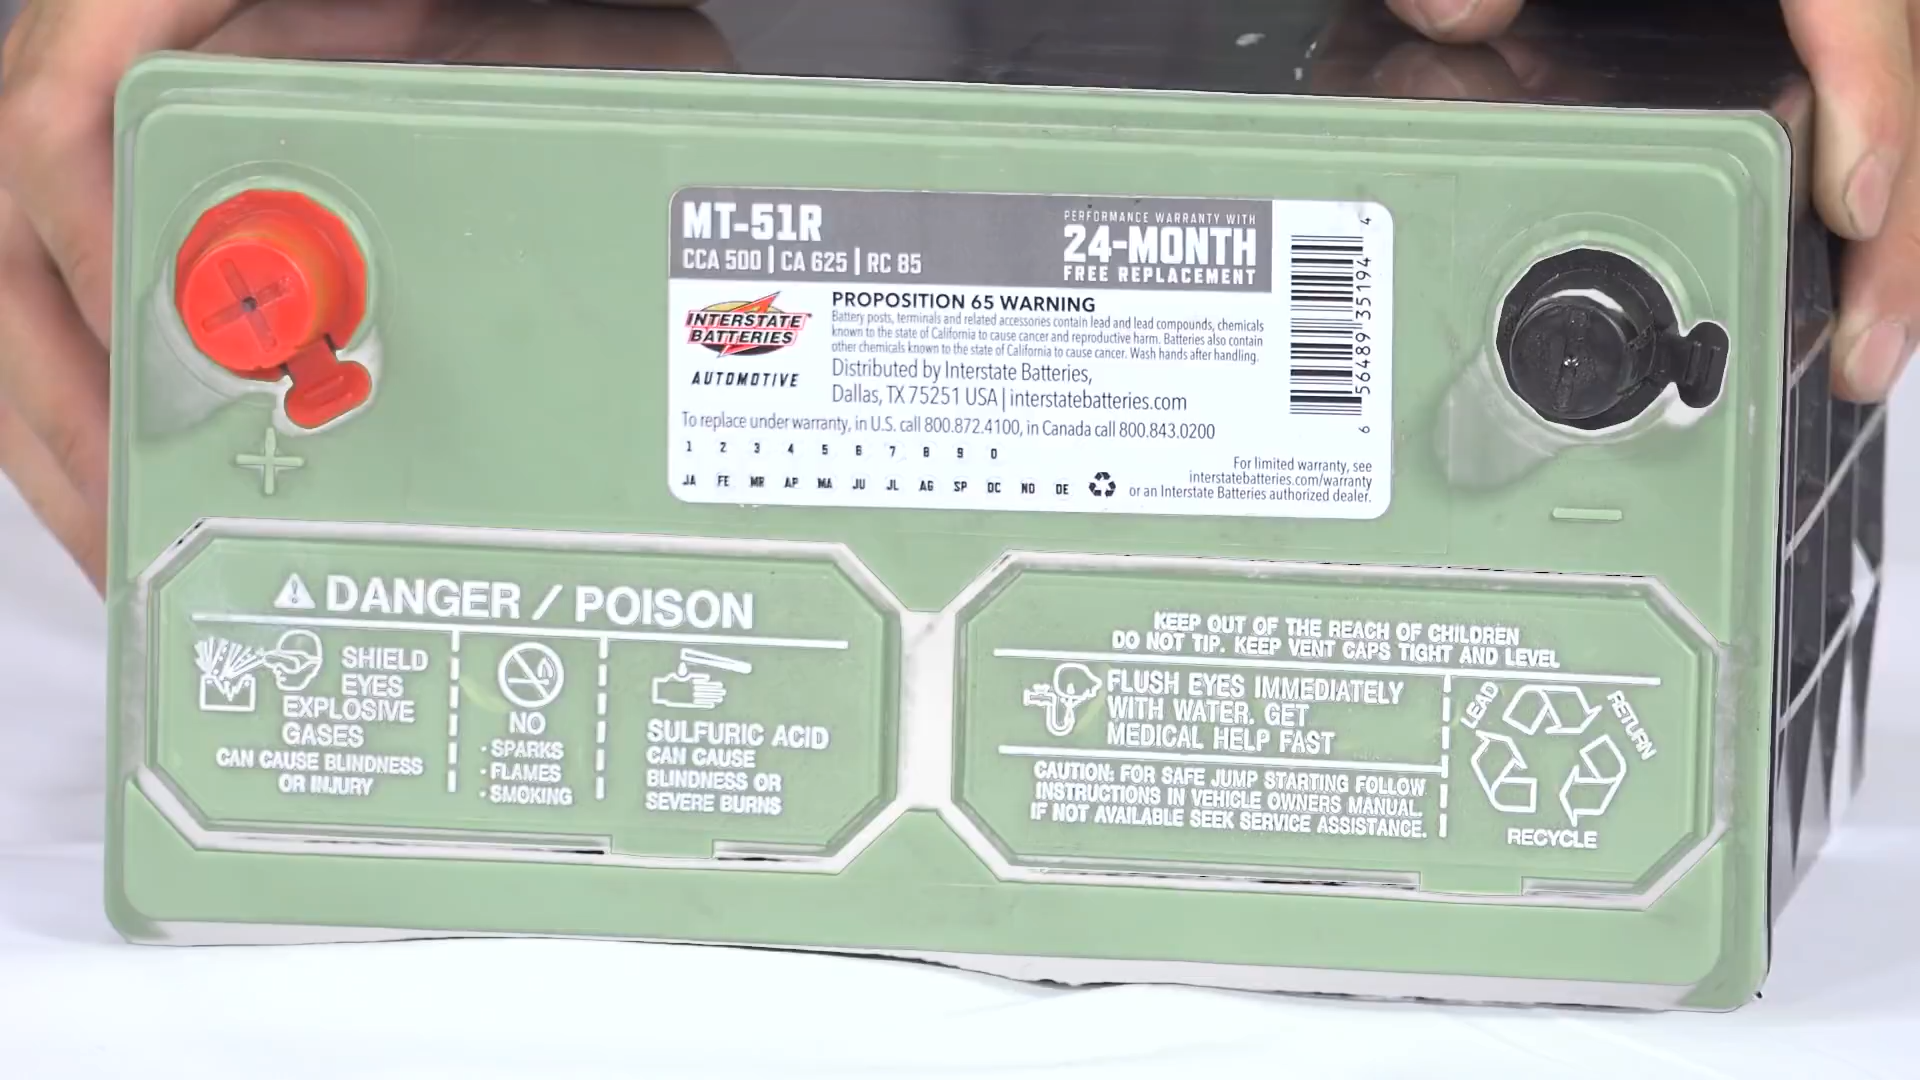 MT-51R
CCA 500 | CA 625 | RC 85
PERFORMANCE WARRANTY WITH
24-MONTH
FREE REPLACEMENT
INTERSTATE
BATTERIES
AUTOMOTIVE
PROPOSITION 65 WARNING
Battery posts, terminals and related accessories contain lead and lead compounds, chemicals
known to the state of California to cause cancer and reproductive harm. Batteries also contain
other chemicals known to the state of California to cause cancer. Wash hands after handling.
Distributed by Interstate Batteries,
Dallas, TX 75251 USA | interstatebatteries.com
To replace under warranty, in U.S. call 800.872.4100, in Canada call 800.843.0200
1 2 3 4 5 6 7 8 9 0
JA FE MR AP MA JU JL AG SP OC NO DE
For limited warranty, see
interstatebatteries.com/warranty
or an Interstate Batteries authorized dealer.
6 56489 35194 4
+
−
DANGER / POISON
SHIELD
EYES
EXPLOSIVE
GASES
CAN CAUSE BLINDNESS
OR INJURY
NO
· SPARKS
· FLAMES
· SMOKING
SULFURIC ACID
CAN CAUSE
BLINDNESS OR
SEVERE BURNS
KEEP OUT OF THE REACH OF CHILDREN
DO NOT TIP. KEEP VENT CAPS TIGHT AND LEVEL
FLUSH EYES IMMEDIATELY
WITH WATER. GET
MEDICAL HELP FAST
CAUTION: FOR SAFE JUMP STARTING FOLLOW
INSTRUCTIONS IN VEHICLE OWNERS MANUAL.
IF NOT AVAILABLE SEEK SERVICE ASSISTANCE.
LEAD
RETURN
RECYCLE